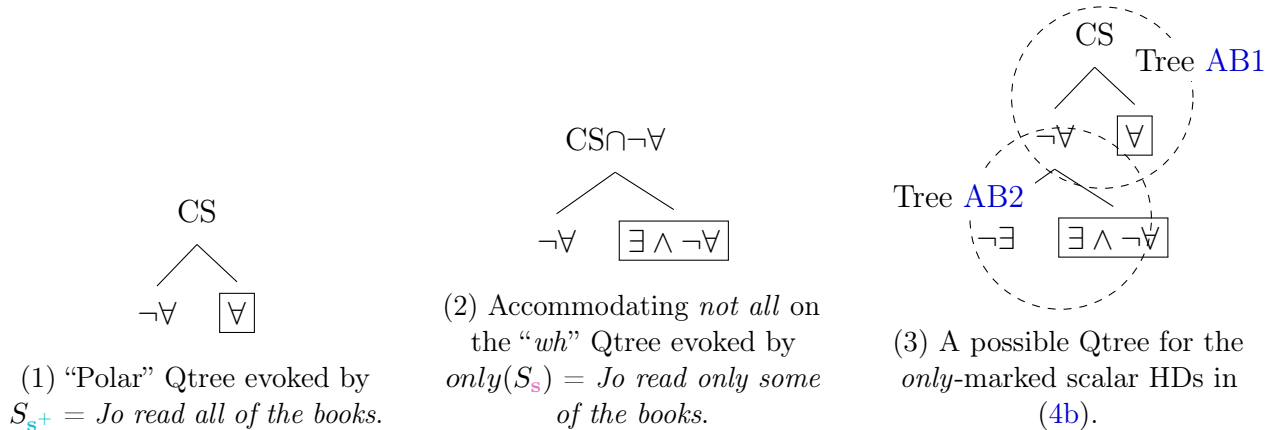 CS
¬∀ ∀
(1) “Polar” Qtree evoked by
S_{s^+} = Jo read all of the books.
CS∩¬∀
¬∀ ∃ ∧ ¬∀
(2) Accommodating not all on
the “wh” Qtree evoked by
only(S_s) = Jo read only some
of the books.
CS
Tree AB1
¬∀ ∀
Tree AB2
¬∃ ∃ ∧ ¬∀
(3) A possible Qtree for the
only-marked scalar HDs in
(4b).